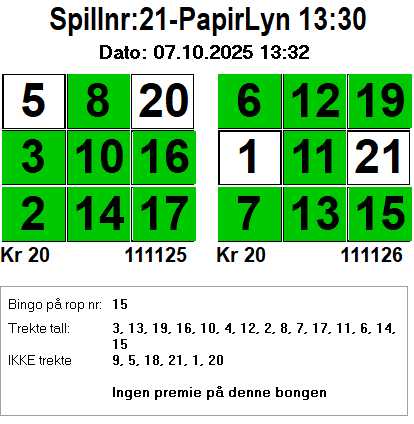 Spillnr:21-PapirLyn 13:30
Dato: 07.10.2025 13:32
5 8 20 6 12 19
3 10 16 1 11 21
2 14 17 7 13 15
Kr 20 111125 Kr 20 111126
Bingo på rop nr: 15
Trekte tall: 3, 13, 19, 16, 10, 4, 12, 2, 8, 7, 17, 11, 6, 14,
15
IKKE trekte 9, 5, 18, 21, 1, 20
Ingen premie på denne bongen